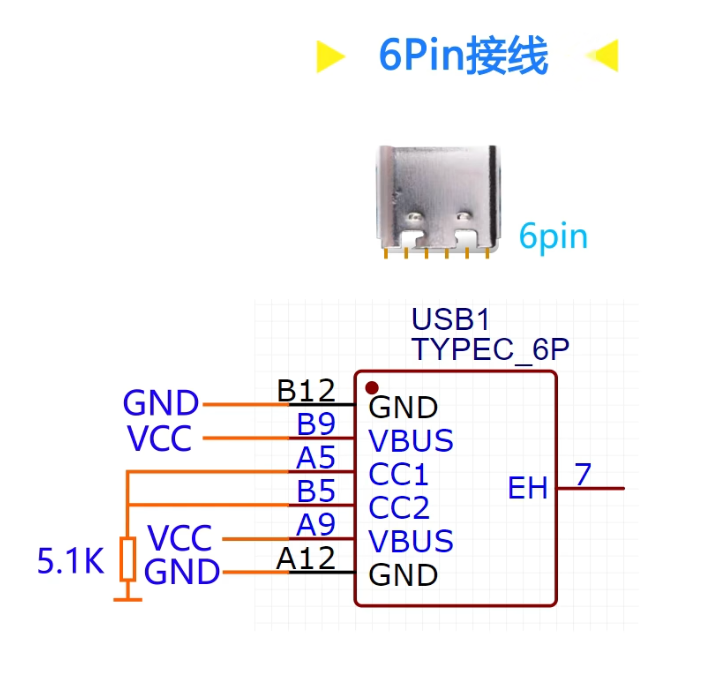 6Pin接线
6pin
USB1
TYPEC_6P
GND B12 GND
VCC B9 VBUS
A5 CC1
B5 CC2
EH 7
VCC A9 VBUS
5.1K GND A12 GND